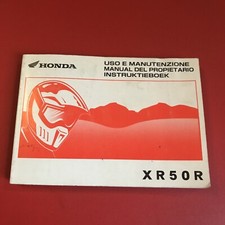 HONDA
USO E MANUTENZIONE
MANUAL DEL PROPIETARIO
INSTRUKTIEBOEK
XR50R